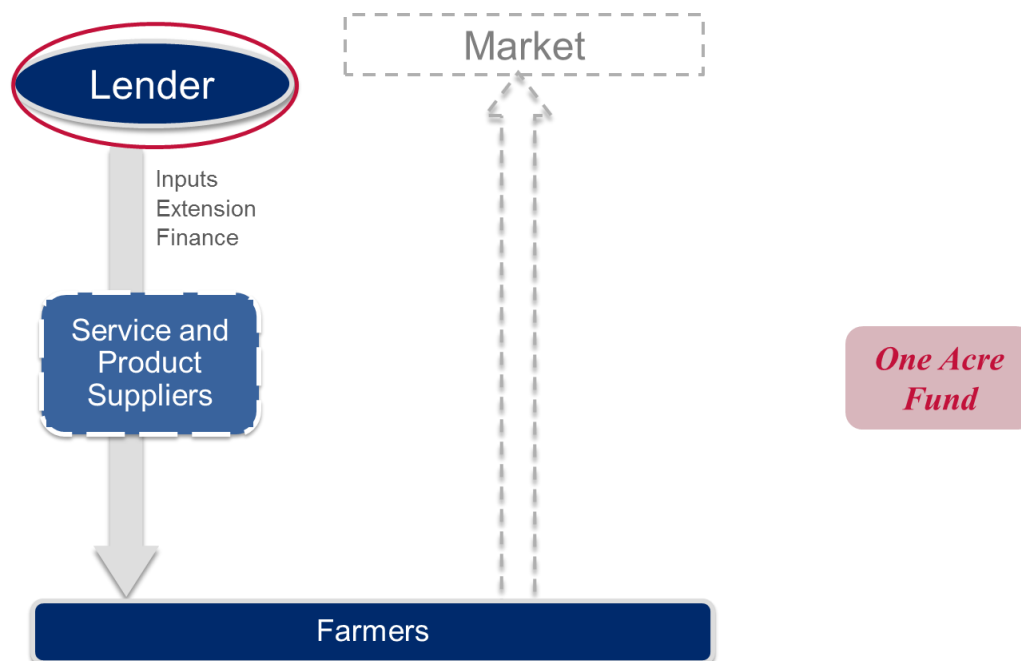 Lender
Market
Inputs
Extension
Finance
Service and
Product
Suppliers
One Acre
Fund
Farmers